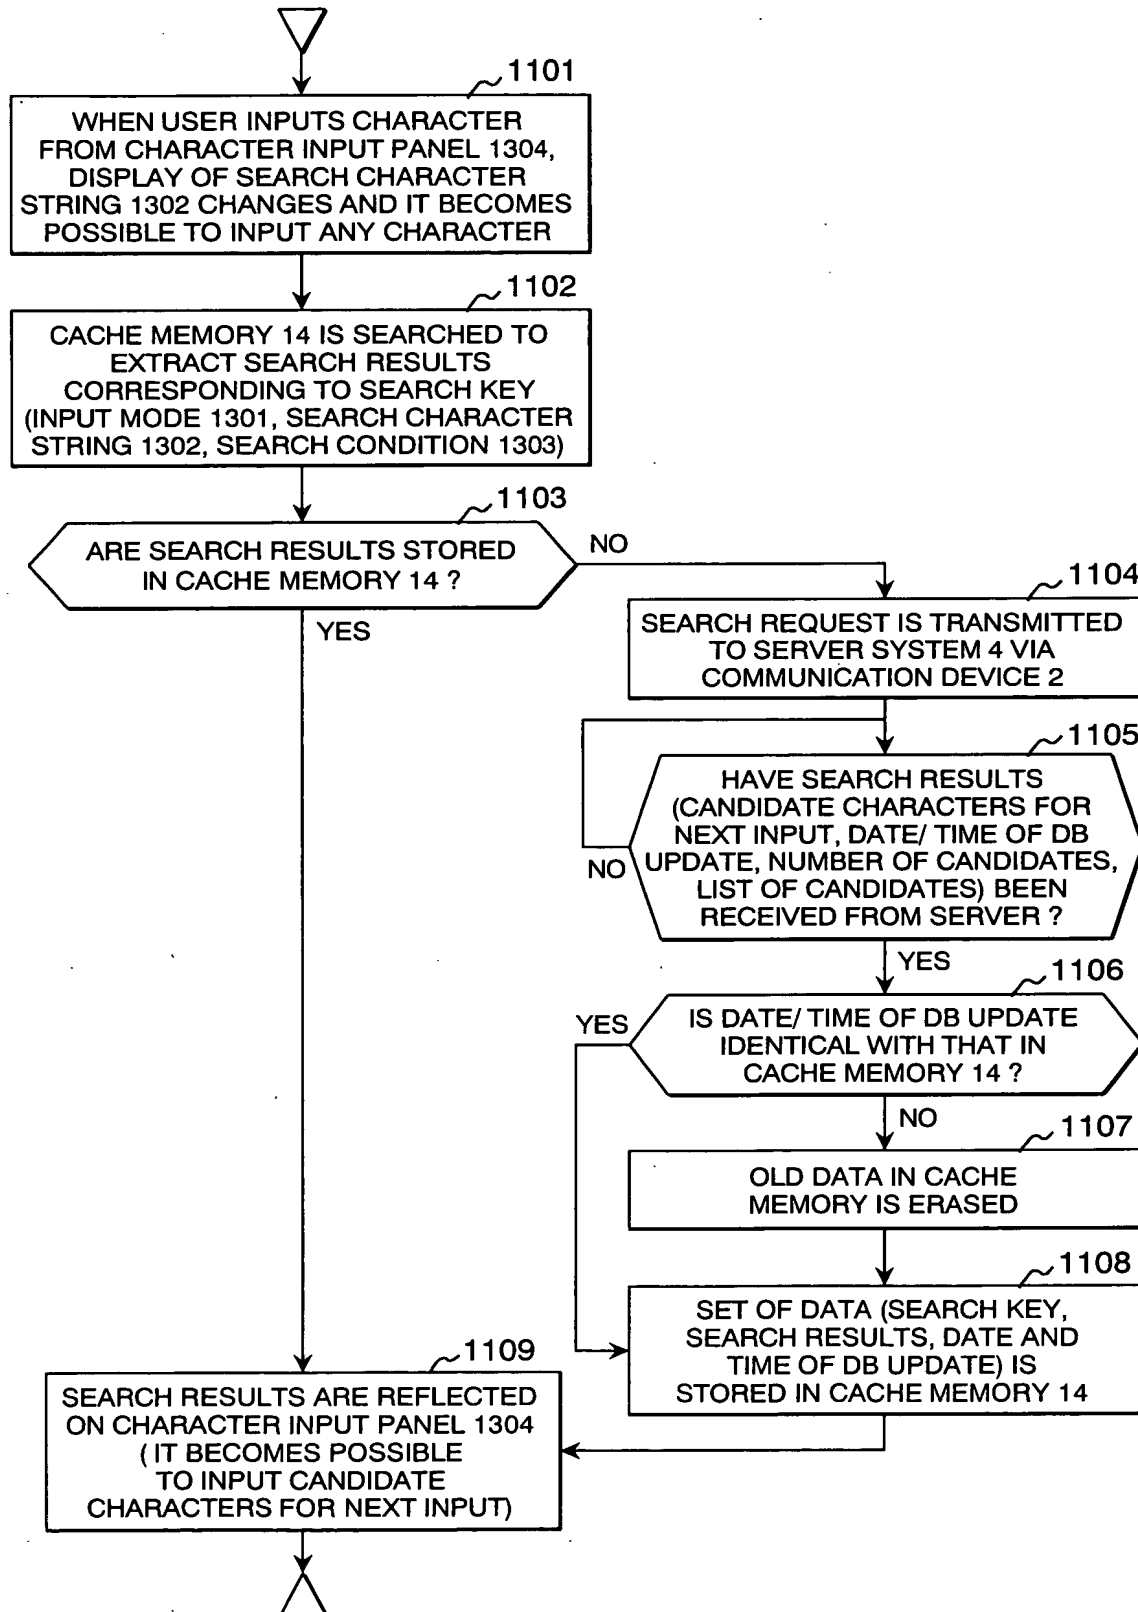 1101
WHEN USER INPUTS CHARACTER
FROM CHARACTER INPUT PANEL 1304,
DISPLAY OF SEARCH CHARACTER
STRING 1302 CHANGES AND IT BECOMES
POSSIBLE TO INPUT ANY CHARACTER
1102
CACHE MEMORY 14 IS SEARCHED TO
EXTRACT SEARCH RESULTS
CORRESPONDING TO SEARCH KEY
(INPUT MODE 1301, SEARCH CHARACTER
STRING 1302, SEARCH CONDITION 1303)
1103
ARE SEARCH RESULTS STORED
IN CACHE MEMORY 14 ?
NO
YES
1104
SEARCH REQUEST IS TRANSMITTED
TO SERVER SYSTEM 4 VIA
COMMUNICATION DEVICE 2
1105
HAVE SEARCH RESULTS
(CANDIDATE CHARACTERS FOR
NEXT INPUT, DATE/ TIME OF DB
UPDATE, NUMBER OF CANDIDATES,
LIST OF CANDIDATES) BEEN
RECEIVED FROM SERVER ?
NO
YES
1106
IS DATE/ TIME OF DB UPDATE
IDENTICAL WITH THAT IN
CACHE MEMORY 14 ?
YES
NO
1107
OLD DATA IN CACHE
MEMORY IS ERASED
1108
SET OF DATA (SEARCH KEY,
SEARCH RESULTS, DATE AND
TIME OF DB UPDATE) IS
STORED IN CACHE MEMORY 14
1109
SEARCH RESULTS ARE REFLECTED
ON CHARACTER INPUT PANEL 1304
( IT BECOMES POSSIBLE
TO INPUT CANDIDATE
CHARACTERS FOR NEXT INPUT)